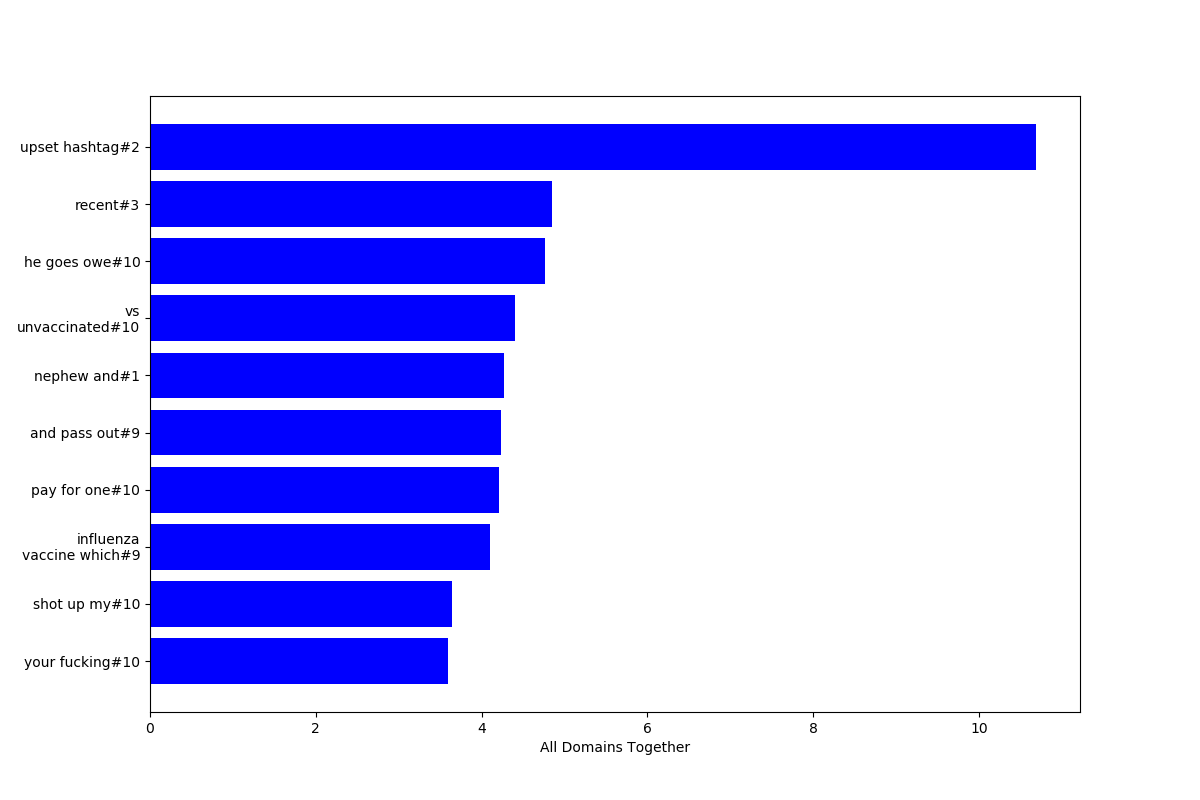 upset hashtag#2
recent#3
he goes owe#10
vs
unvaccinated#10
nephew and#1
and pass out#9
pay for one#10
influenza
vaccine which#9
shot up my#10
your fucking#10
0 2 4 6 8 10
All Domains Together